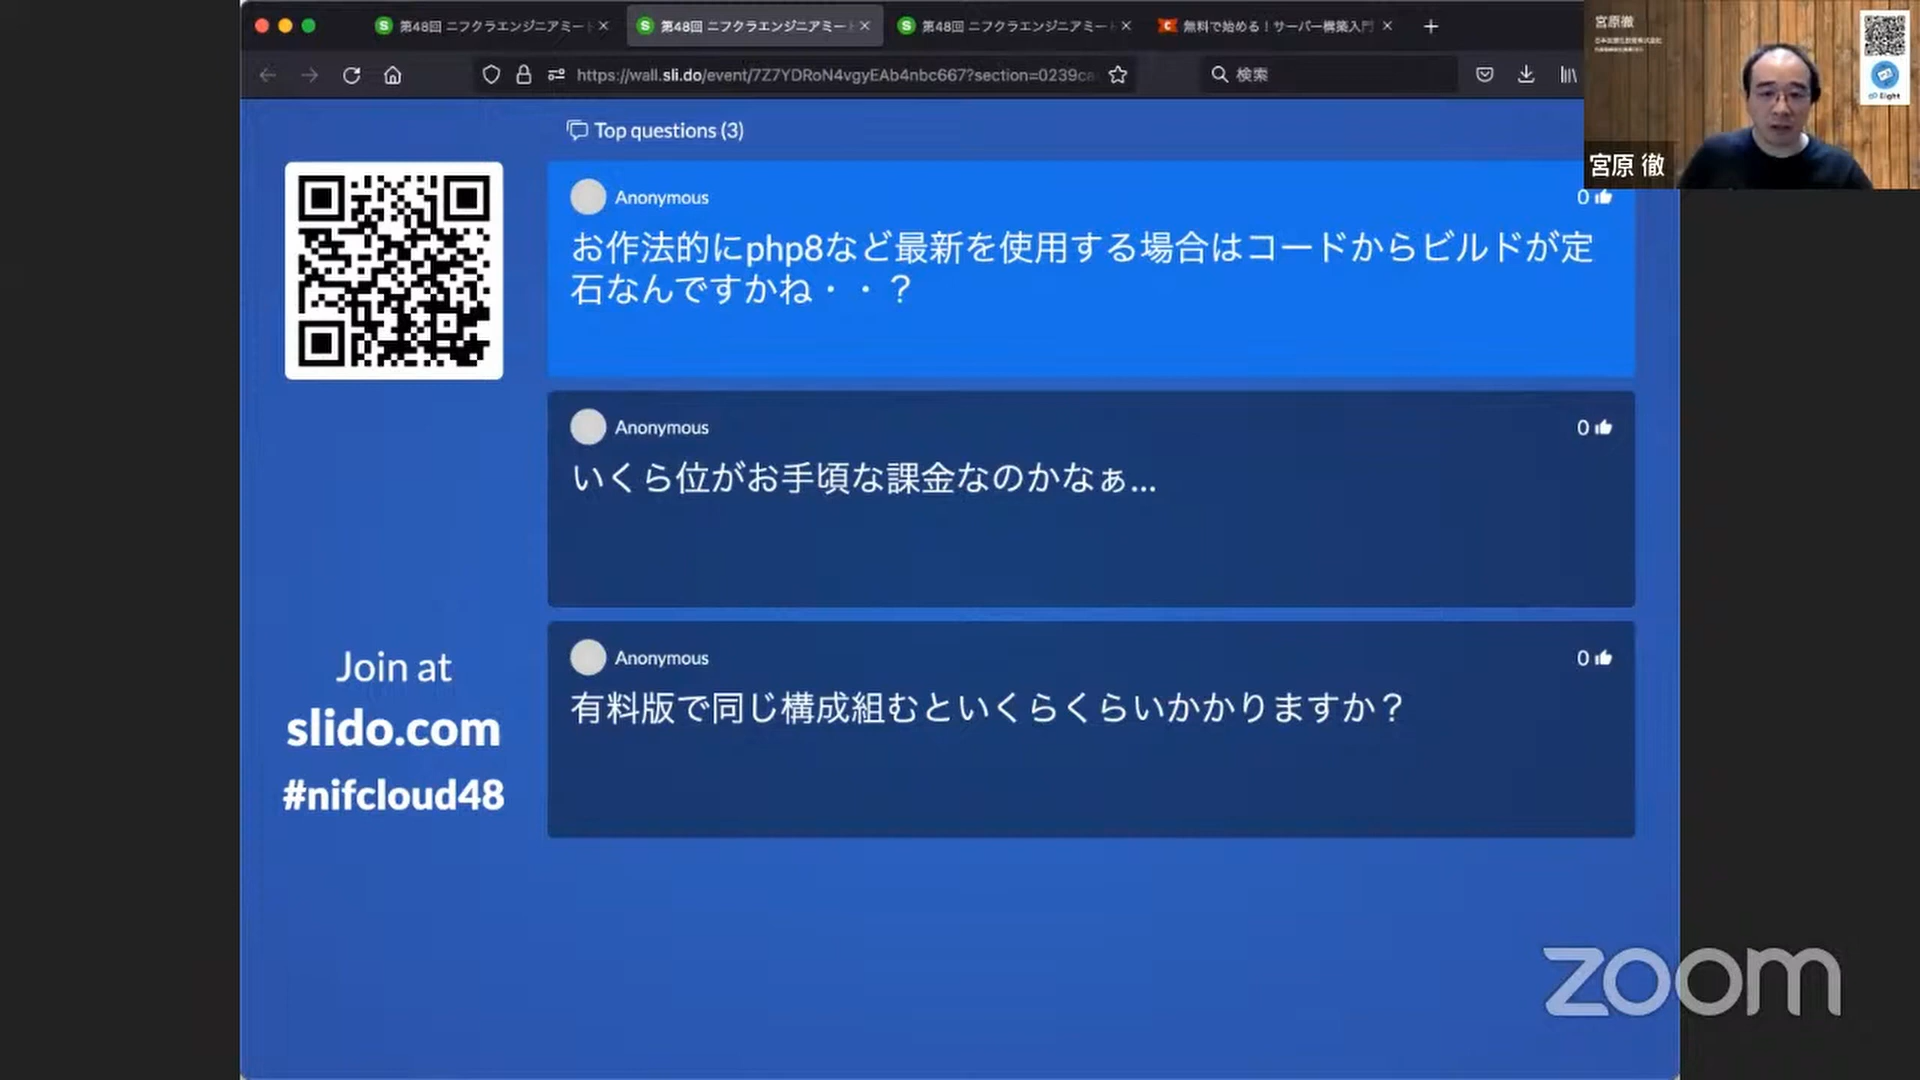 第48回 ニフクラエンジニアミート
第48回 ニフクラエンジニアミート
第48回 ニフクラエンジニアミート
無料で始める！サーバー構築入門
https://wall.sli.do/event/7Z7YDRoN4vgyEAb4nbc667?section=0239ca
検索
宮原徹
宮原 徹
Top questions (3)
Anonymous
0
お作法的にphp8など最新を使用する場合はコードからビルドが定
石なんですかね・・？
Anonymous
0
いくら位がお手頃な課金なのかなぁ...
Anonymous
0
有料版で同じ構成組むといくらくらいかかりますか？
Join at
slido.com
#nifcloud48
zoom